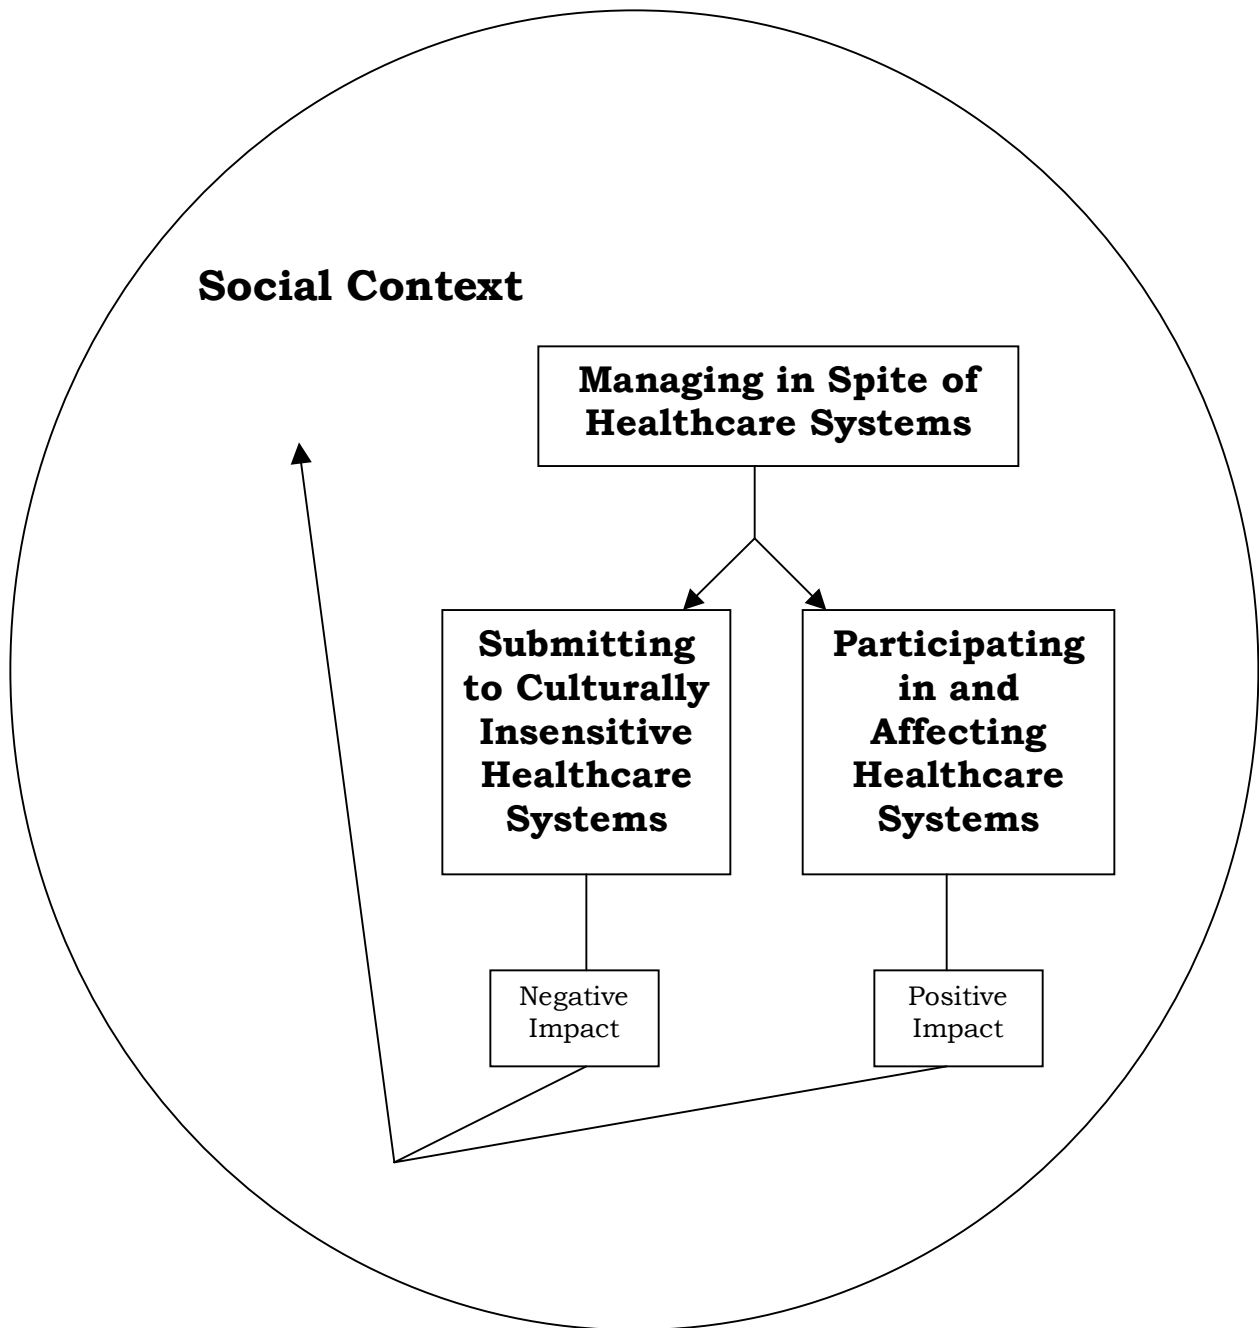 Social Context
Managing in Spite of
Healthcare Systems
Submitting
to Culturally
Insensitive
Healthcare
Systems
Participating
in and
Affecting
Healthcare
Systems
Negative
Impact
Positive
Impact